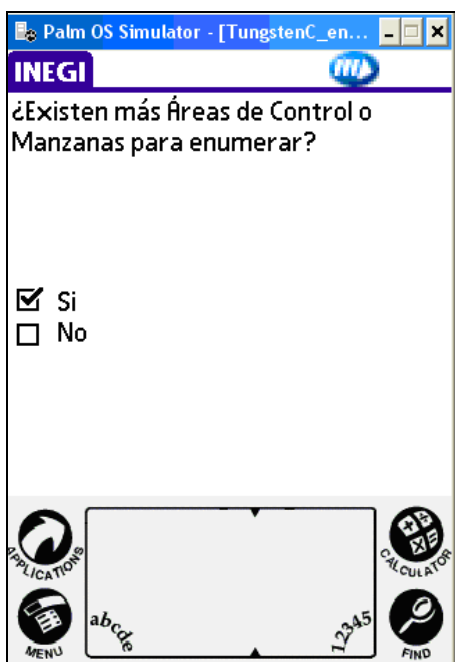 Palm OS Simulator - [TungstenC_en...
INEGI
¿Existen más Áreas de Control o
Manzanas para enumerar?
Si
No
APPLICATIONS
CALCULATOR
MENU
abcde
12345
FIND